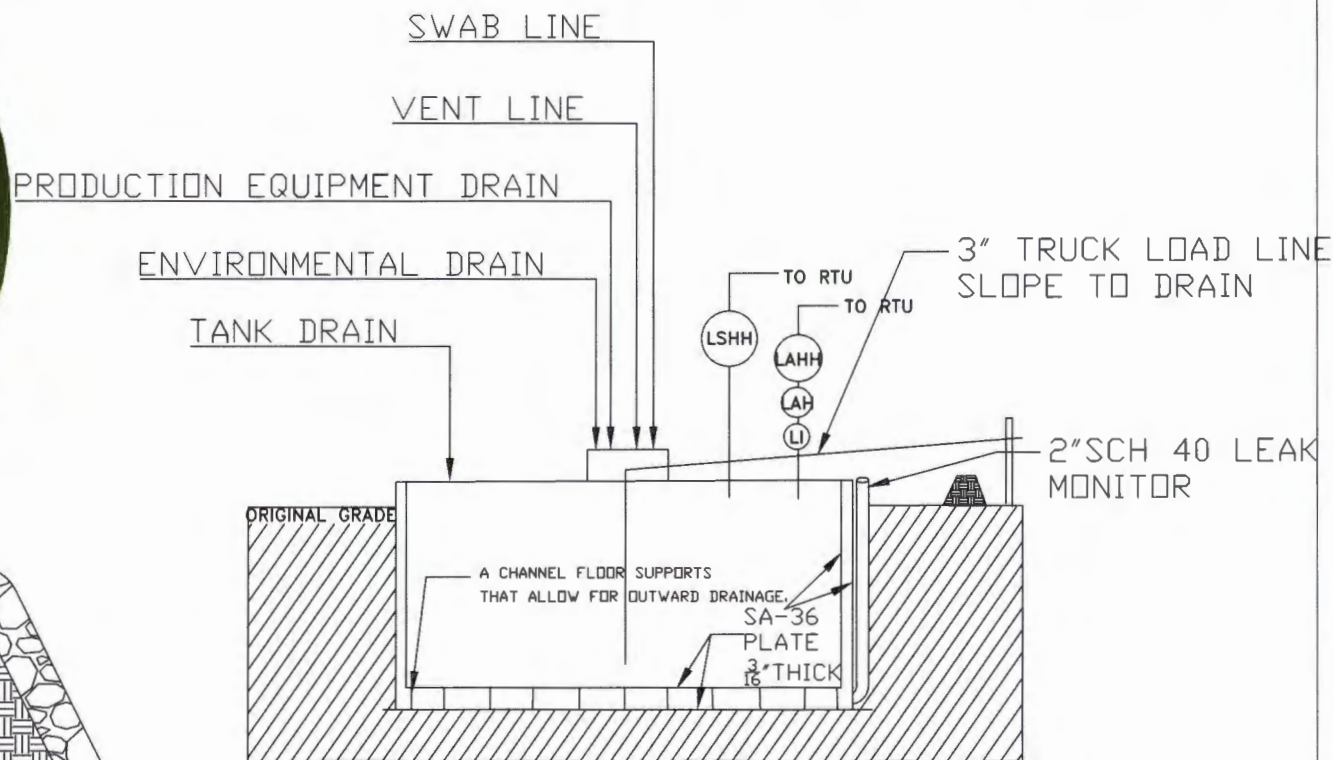 SWAB LINE
VENT LINE
PRODUCTION EQUIPMENT DRAIN
ENVIRONMENTAL DRAIN
TANK DRAIN
3" TRUCK LOAD LINE
SLOPE TO DRAIN
TO RTU
TO RTU
LSHH
LAHH
LAH
LI
2"SCH 40 LEAK
MONITOR
ORIGINAL GRADE
A CHANNEL FLOOR SUPPORTS
THAT ALLOW FOR OUTWARD DRAINAGE.
SA-36
PLATE
3/16"THICK